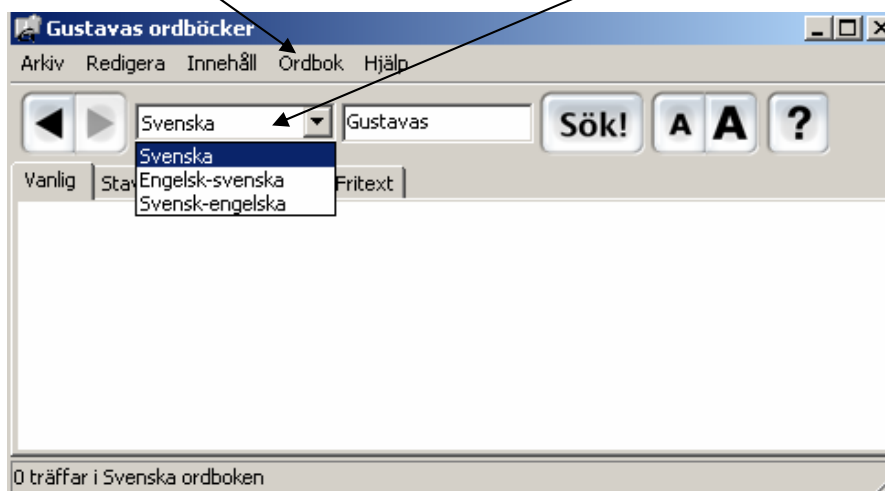 Gustavas ordböcker
Arkiv Redigera Innehåll Ordbok Hjälp
Svenska Gustavas Sök! A A ?
Svenska
Vanlig Stav Engelsk-svenska Fritext
Svensk-engelska
0 träffar i Svenska ordboken